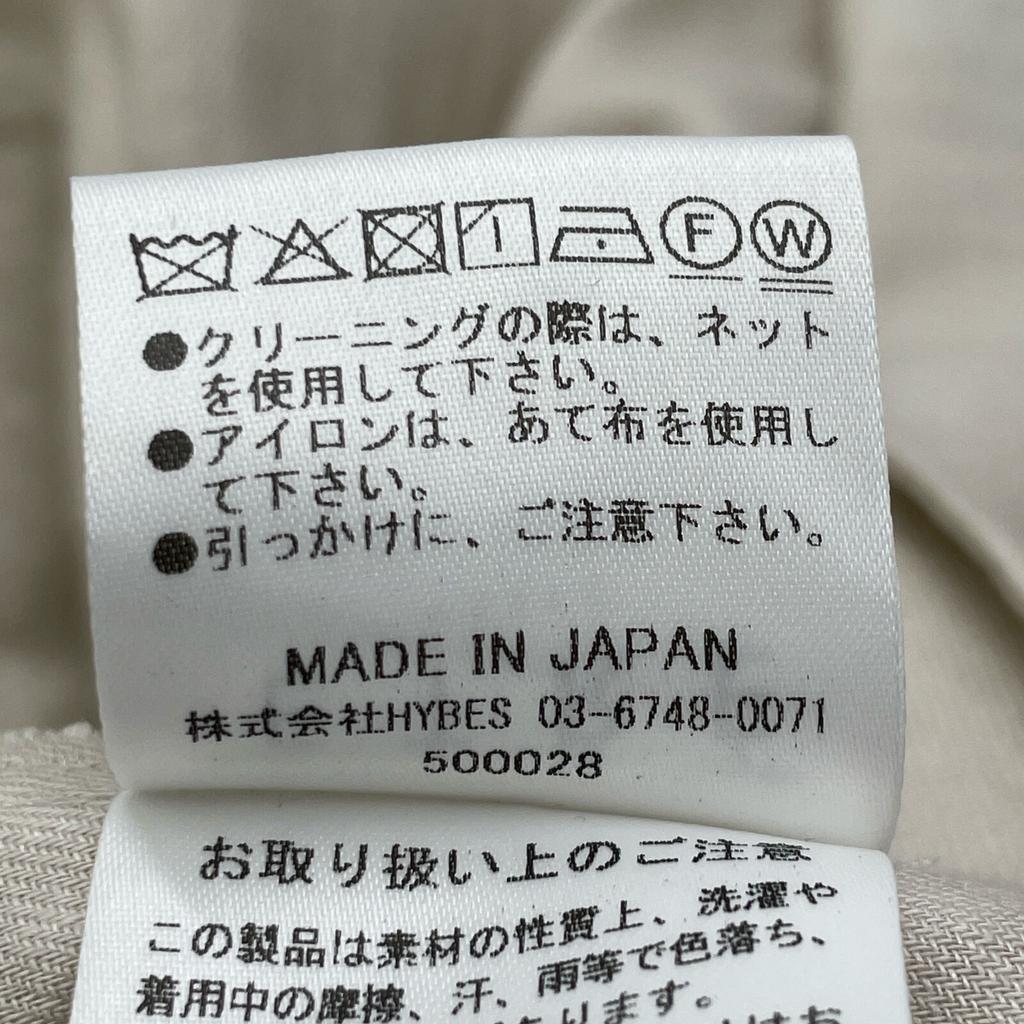 F W
●クリーニングの際は、ネット
を使用して下さい。
●アイロンは、あて布を使用し
て下さい。
●引っかけに、ご注意下さい。
MADE IN JAPAN
株式会社HYBES 03-6748-0071
500028
お取り扱い上のご注意
この製品は素材の性質上、洗濯や
着用中の摩擦、汗、雨等で色落ち、
あります。